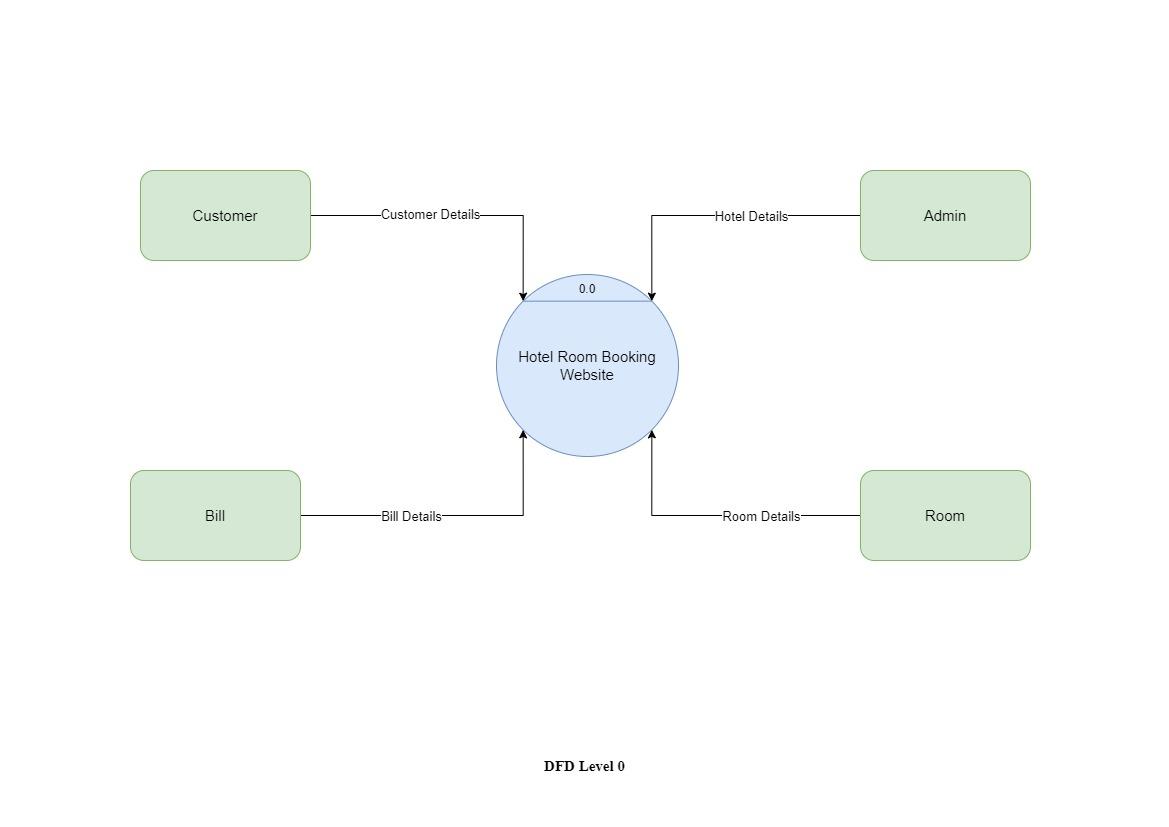 Customer
Customer Details
Hotel Details
Admin
0.0
Hotel Room Booking
Website
Bill
Bill Details
Room Details
Room
DFD Level 0